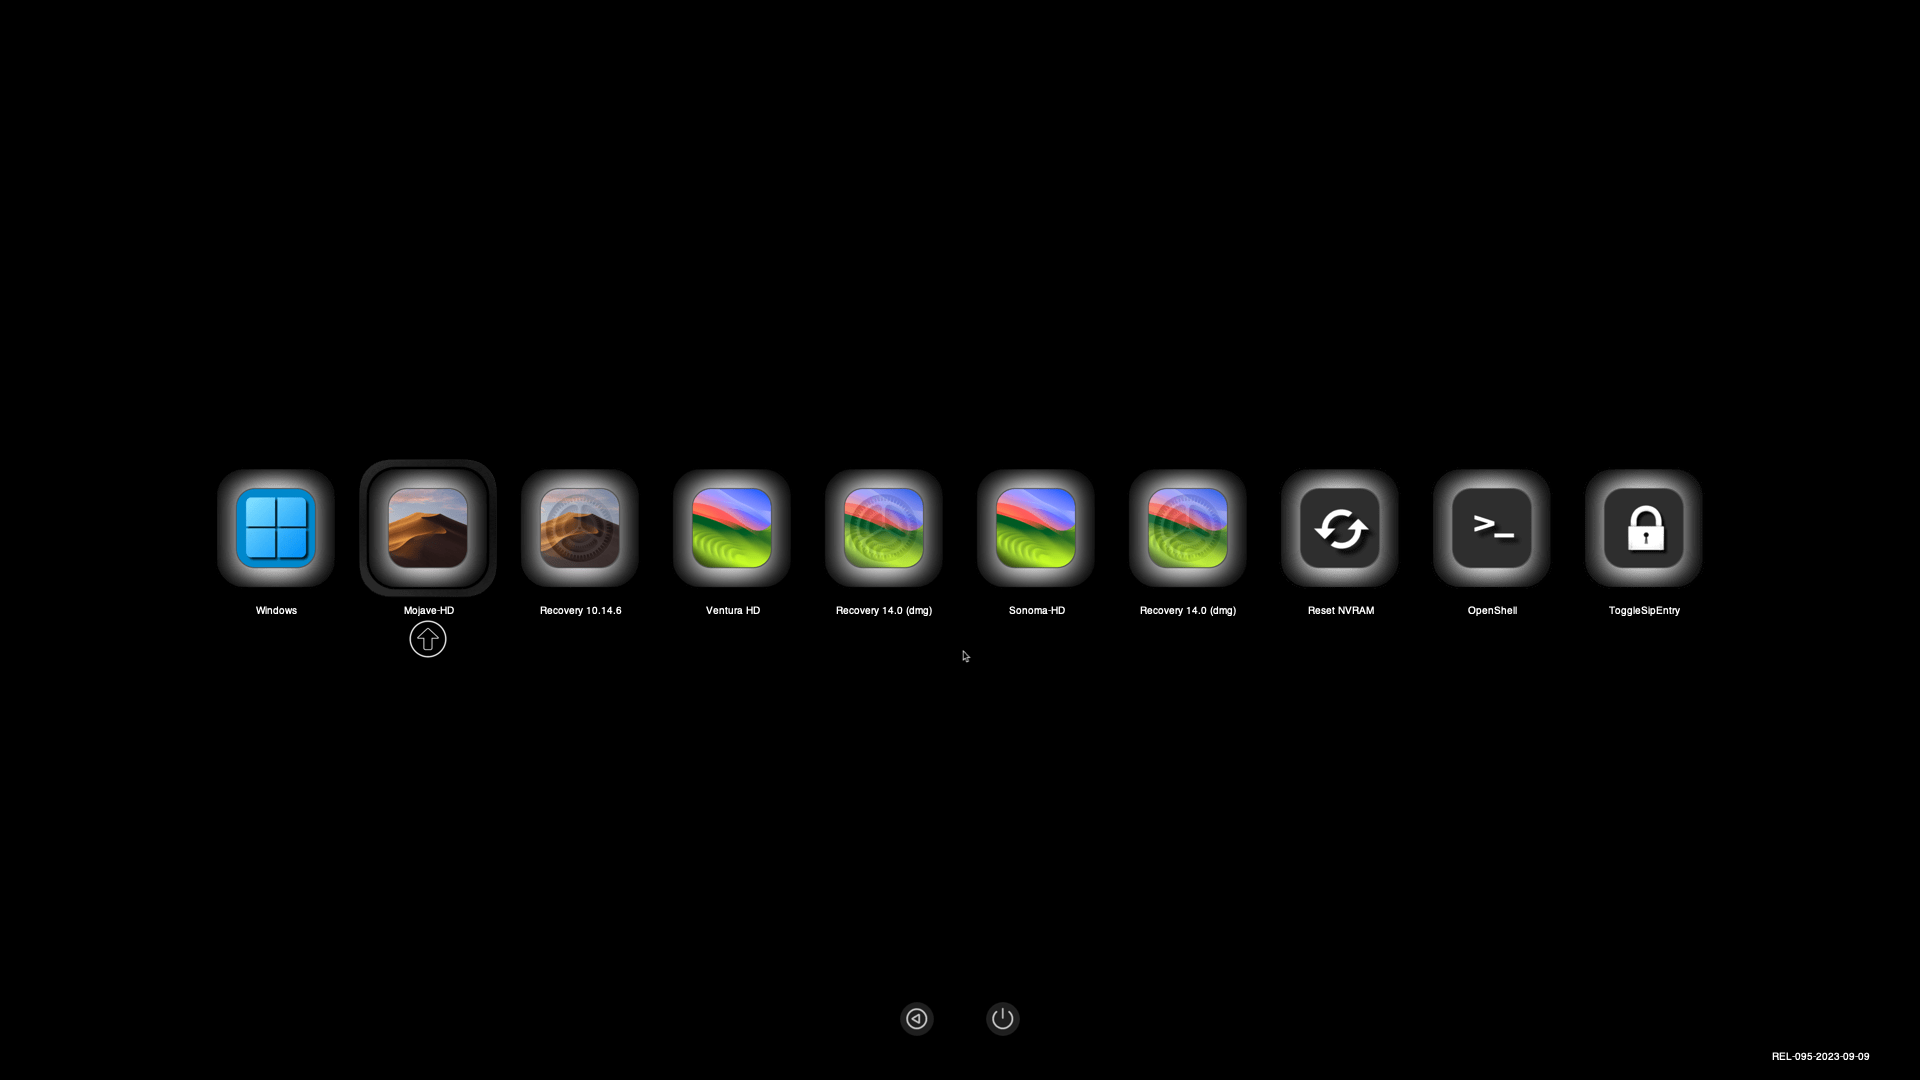 Windows
Mojave-HD
Recovery 10.14.6
Ventura HD
Recovery 14.0 (dmg)
Sonoma-HD
Recovery 14.0 (dmg)
Reset NVRAM
OpenShell
ToggleSipEntry
REL-095-2023-09-09